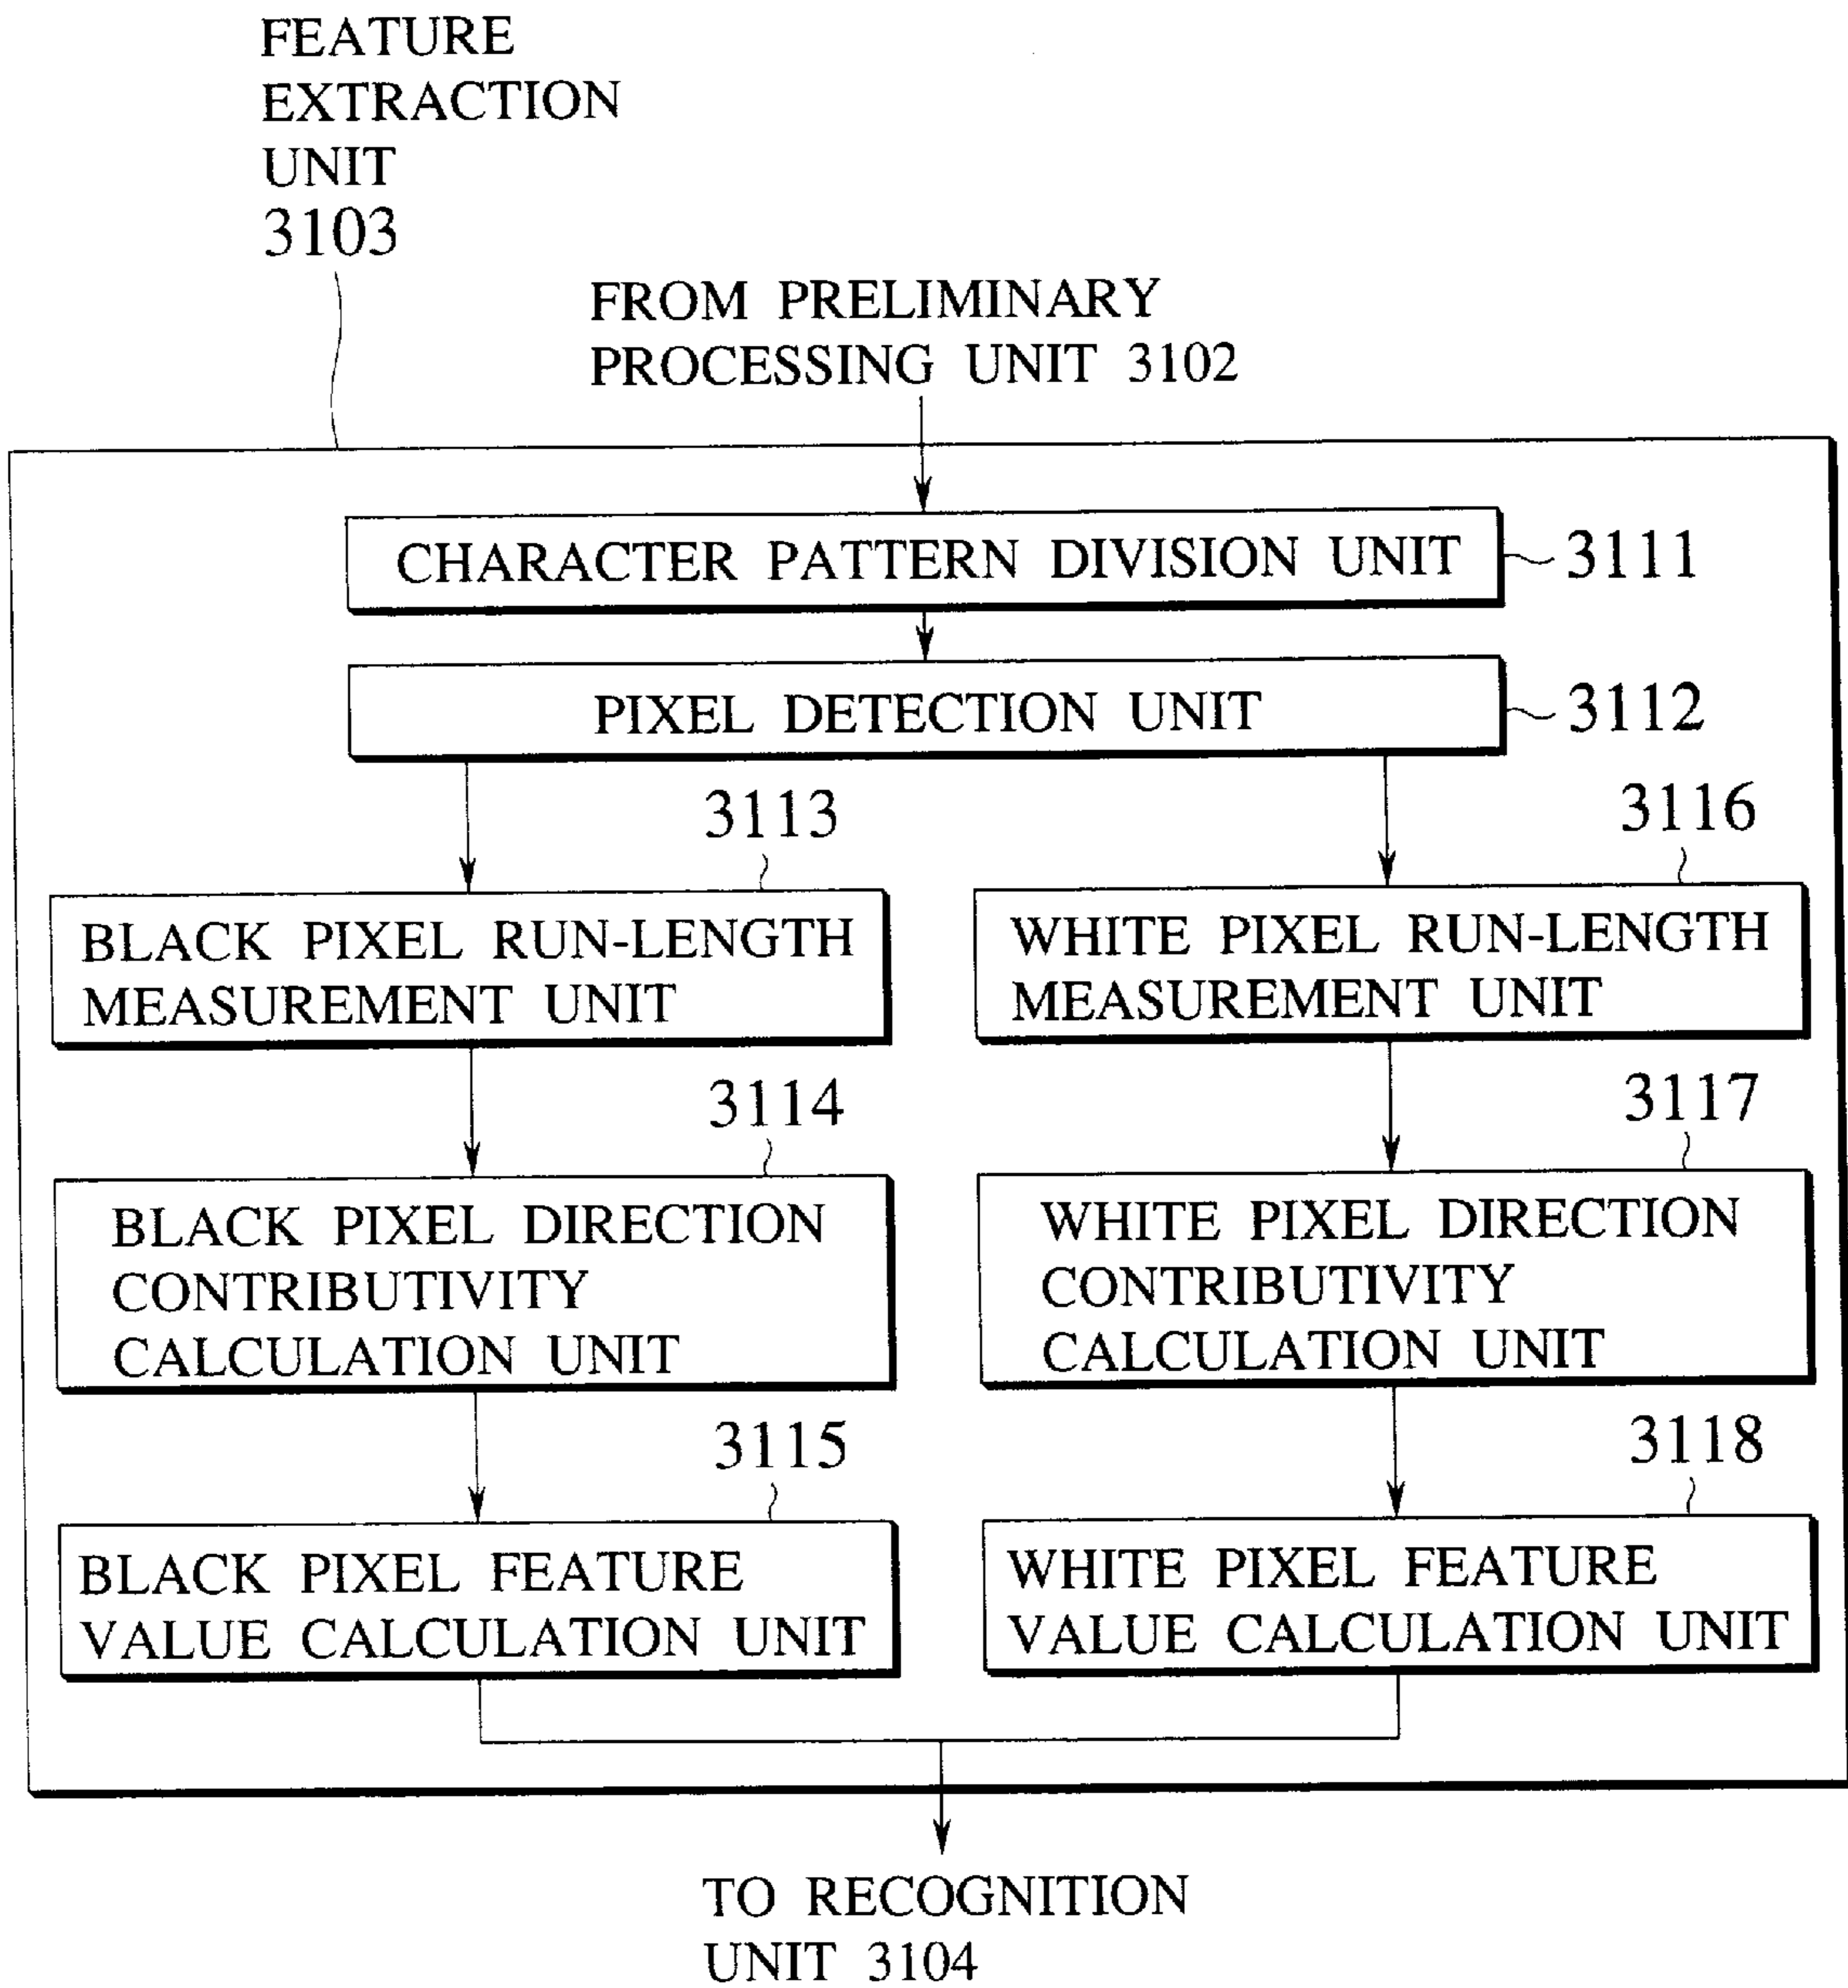 FEATURE
EXTRACTION
UNIT
3103
FROM PRELIMINARY
PROCESSING UNIT 3102
CHARACTER PATTERN DIVISION UNIT
3111
PIXEL DETECTION UNIT
3112
3113
BLACK PIXEL RUN-LENGTH
MEASUREMENT UNIT
3114
BLACK PIXEL DIRECTION
CONTRIBUTIVITY
CALCULATION UNIT
3115
BLACK PIXEL FEATURE
VALUE CALCULATION UNIT
3116
WHITE PIXEL RUN-LENGTH
MEASUREMENT UNIT
3117
WHITE PIXEL DIRECTION
CONTRIBUTIVITY
CALCULATION UNIT
3118
WHITE PIXEL FEATURE
VALUE CALCULATION UNIT
TO RECOGNITION
UNIT 3104